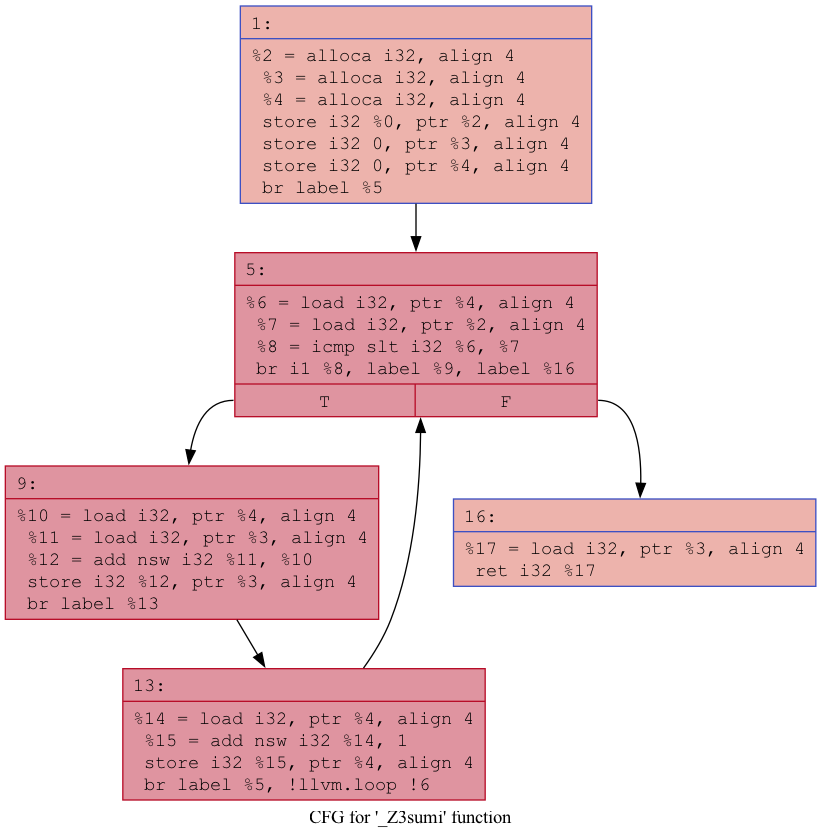 1:
%2 = alloca i32, align 4
%3 = alloca i32, align 4
%4 = alloca i32, align 4
store i32 %0, ptr %2, align 4
store i32 0, ptr %3, align 4
store i32 0, ptr %4, align 4
br label %5
5:
%6 = load i32, ptr %4, align 4
%7 = load i32, ptr %2, align 4
%8 = icmp slt i32 %6, %7
br i1 %8, label %9, label %16
T F
9:
%10 = load i32, ptr %4, align 4
%11 = load i32, ptr %3, align 4
%12 = add nsw i32 %11, %10
store i32 %12, ptr %3, align 4
br label %13
16:
%17 = load i32, ptr %3, align 4
ret i32 %17
13:
%14 = load i32, ptr %4, align 4
%15 = add nsw i32 %14, 1
store i32 %15, ptr %4, align 4
br label %5, !llvm.loop !6
CFG for '_Z3sumi' function